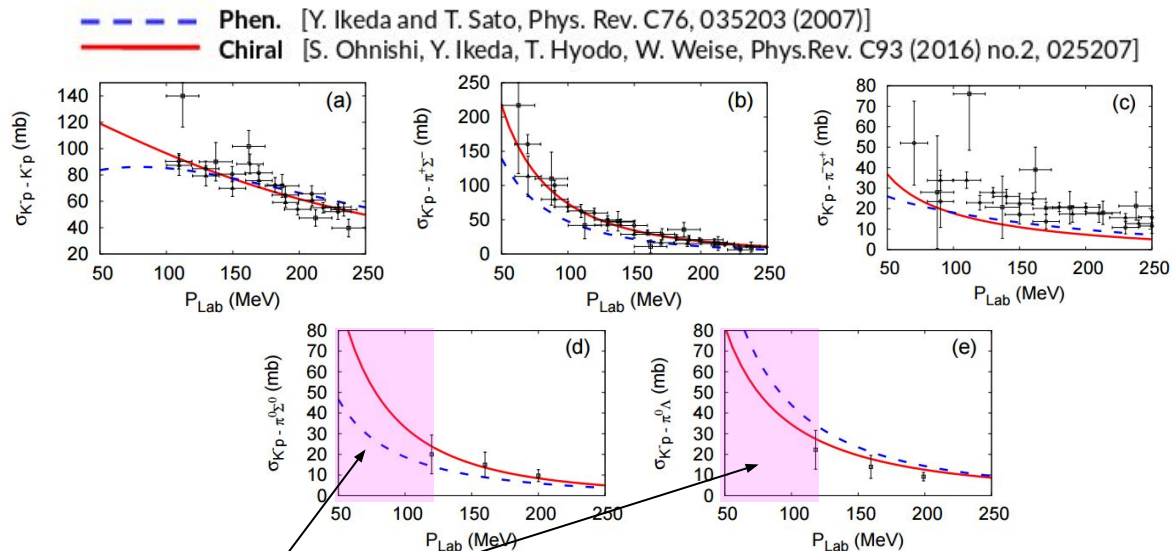 Phen. [Y. Ikeda and T. Sato, Phys. Rev. C76, 035203 (2007)]
Chiral [S. Ohnishi, Y. Ikeda, T. Hyodo, W. Weise, Phys.Rev. C93 (2016) no.2, 025207]
(a)
σK⁻p - K⁻p (mb)
140
120
100
80
60
40
20
50 100 150 200 250
PLab (MeV)
(b)
σK⁻p - π⁺Σ⁻ (mb)
250
200
150
100
50
0
50 100 150 200 250
PLab (MeV)
(c)
σK⁻p - π⁻Σ⁺ (mb)
80
70
60
50
40
30
20
10
0
50 100 150 200 250
PLab (MeV)
(d)
σK⁻p - π⁰Σ⁰ (mb)
80
70
60
50
40
30
20
10
0
50 100 150 200 250
PLab (MeV)
(e)
σK⁻p - π⁰Λ (mb)
80
70
60
50
40
30
20
10
0
50 100 150 200 250
PLab (MeV)